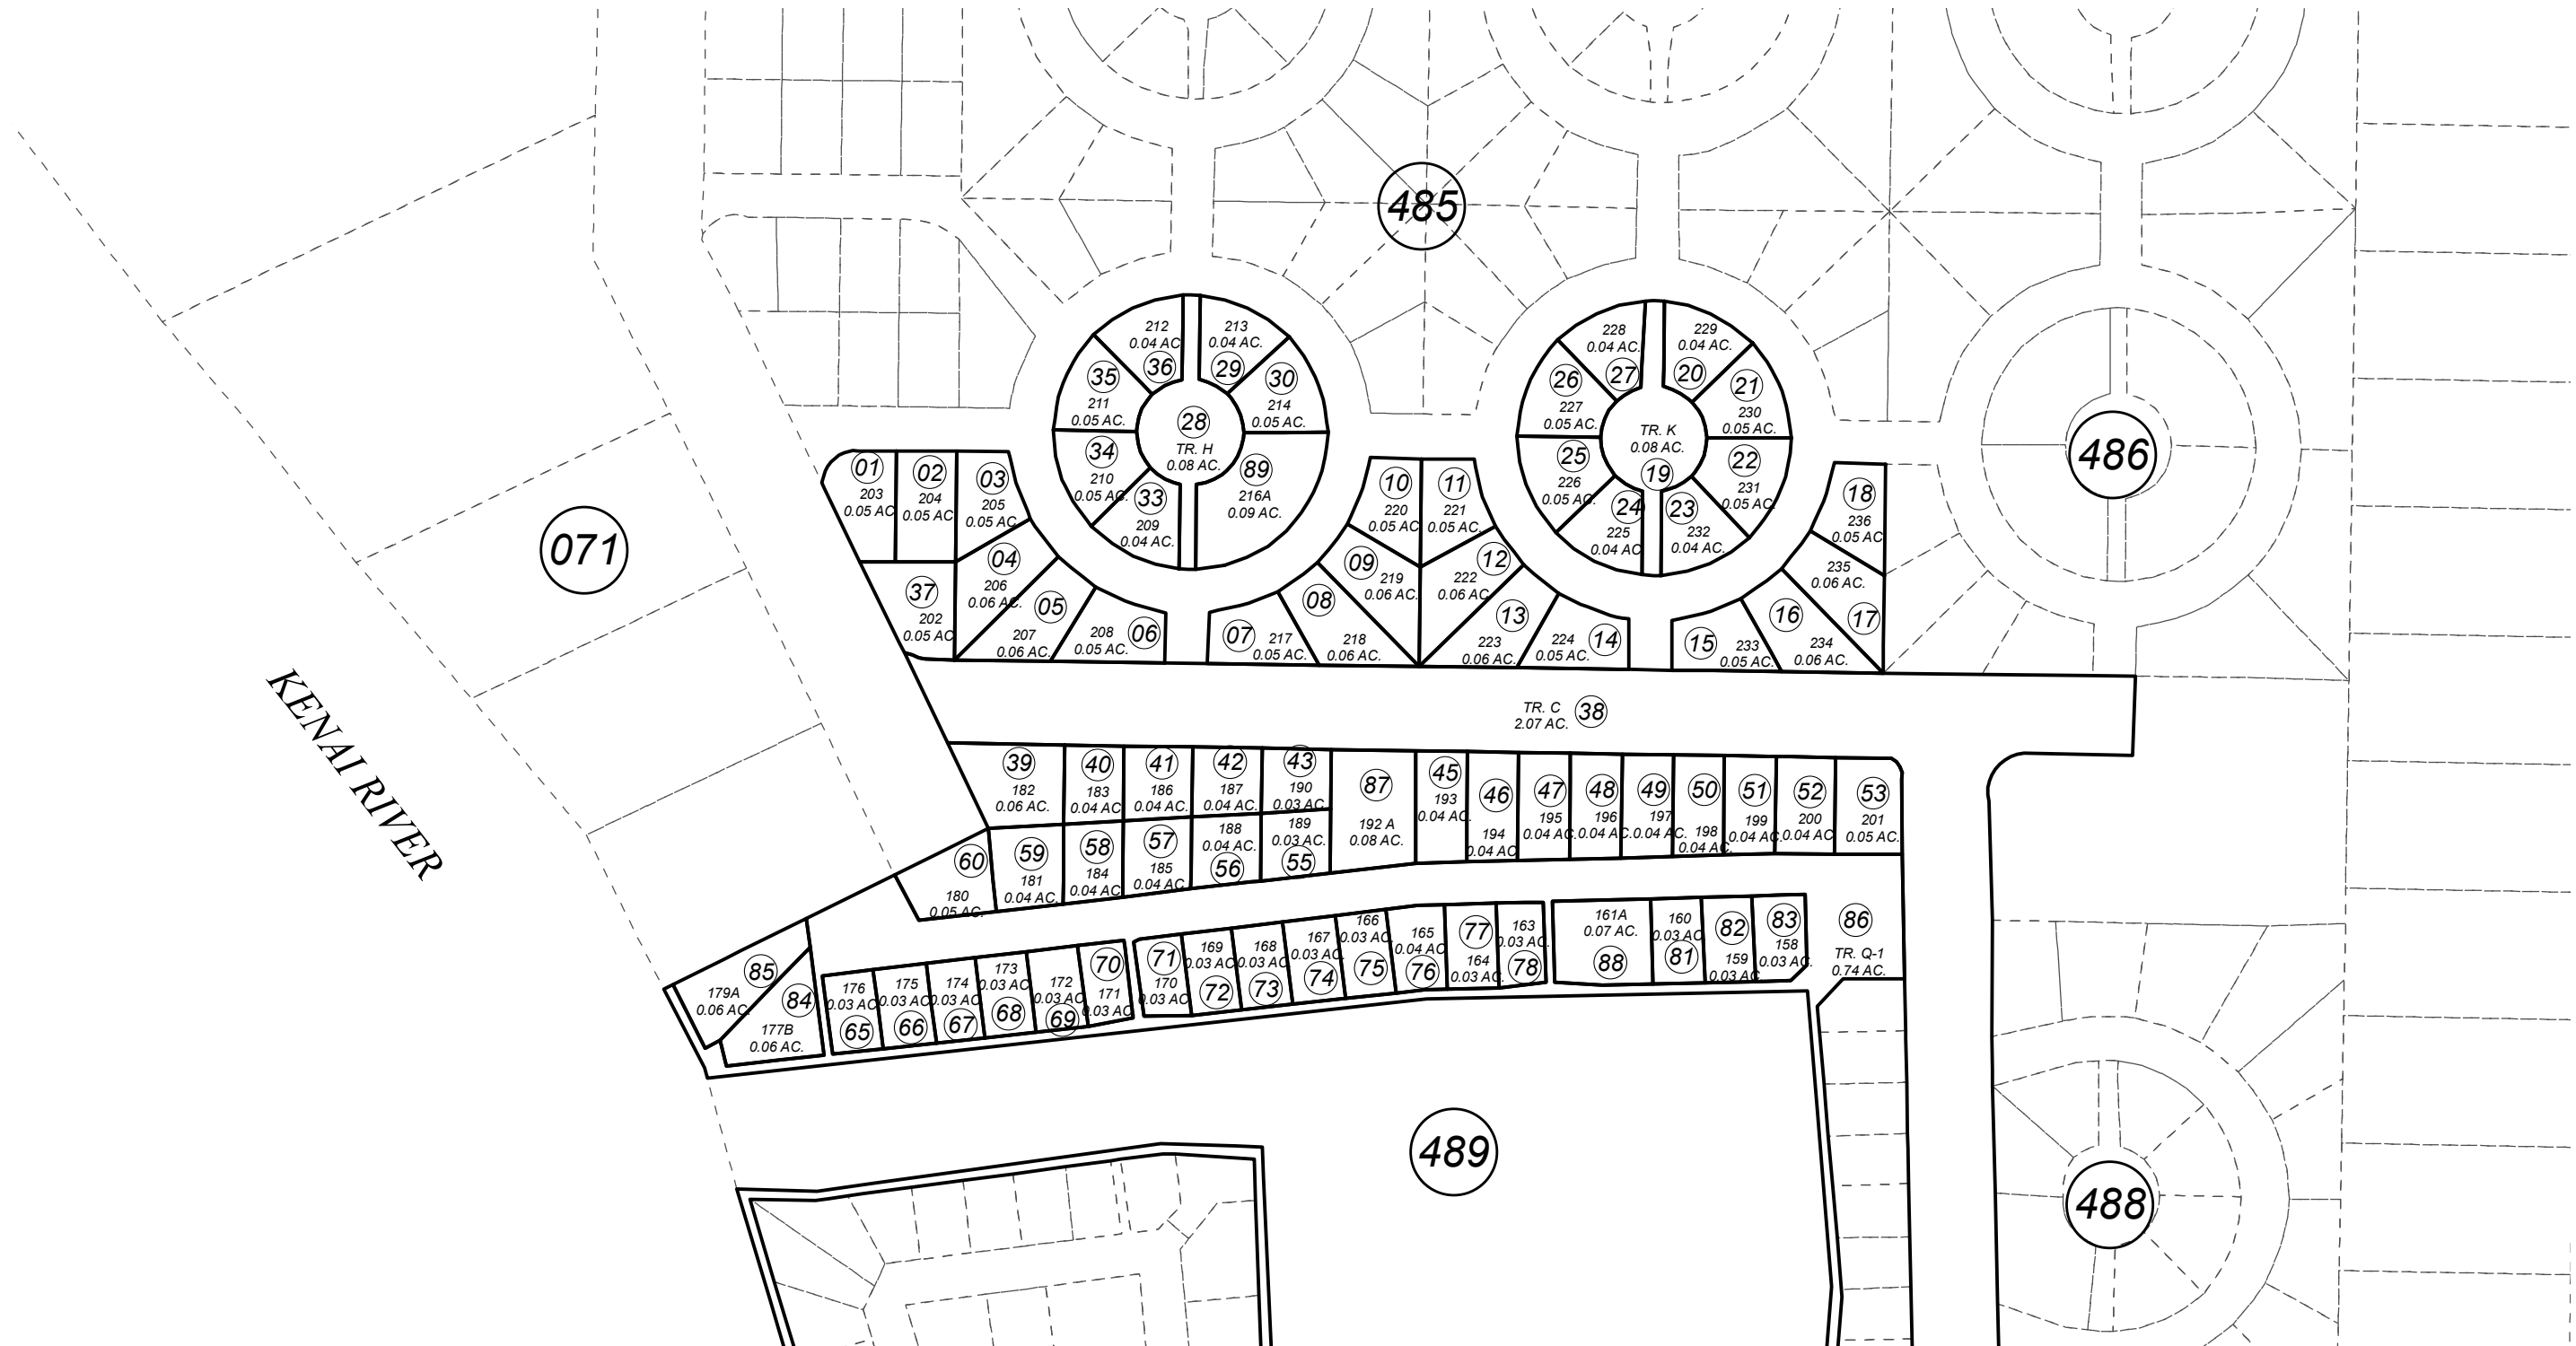 485
212
0.04 AC
36
213
0.04 AC.
29
35
211
0.05 AC.
30
214
0.05 AC.
28
TR. H
0.08 AC.
34
210
0.05 AC.
33
209
0.04 AC.
89
216A
0.09 AC.
228
0.04 AC.
27
229
0.04 AC.
20
26
227
0.05 AC.
21
230
0.05 AC.
TR. K
0.08 AC.
19
25
226
0.05 AC.
22
231
0.05 AC.
24
225
0.04 AC
23
232
0.04 AC.
486
071
01
203
0.05 AC
02
204
0.05 AC
03
205
0.05 AC.
04
206
0.06 AC.
37
202
0.05 AC
05
207
0.06 AC.
208
0.05 AC.
06
10
220
0.05 AC
11
221
0.05 AC.
09
219
0.06 AC.
12
222
0.06 AC.
08
218
0.06 AC.
07
217
0.05 AC.
13
223
0.06 AC.
224
0.05 AC.
14
18
236
0.05 AC
235
0.06 AC.
17
16
234
0.06 AC.
15
233
0.05 AC.
KENAI RIVER
TR. C
2.07 AC.
38
39
182
0.06 AC.
40
183
0.04 AC
41
186
0.04 AC.
42
187
0.04 AC.
43
190
0.03 AC.
87
192 A
0.08 AC.
45
193
0.04 AC.
46
194
0.04 AC
47
195
0.04 AC.
48
196
0.04 AC.
49
197
0.04 AC.
50
198
0.04 AC.
51
199
0.04 AC.
52
200
0.04 AC
53
201
0.05 AC.
60
180
0.05 AC.
59
181
0.04 AC.
58
184
0.04 AC
57
185
0.04 AC
188
0.04 AC.
56
189
0.03 AC.
55
85
179A
0.06 AC.
84
177B
0.06 AC.
176
0.03 AC
65
175
0.03 AC
66
174
0.03 AC
67
173
0.03 AC
68
172
0.03 AC
69
70
171
0.03 AC
71
170
0.03 AC
169
0.03 AC
72
168
0.03 AC
73
167
0.03 AC
74
166
0.03 AC
75
165
0.04 AC
76
77
164
0.03 AC
163
0.03 AC.
78
161A
0.07 AC.
88
160
0.03 AC
81
82
159
0.03 AC
83
158
0.03 AC.
86
TR. Q-1
0.74 AC.
489
488